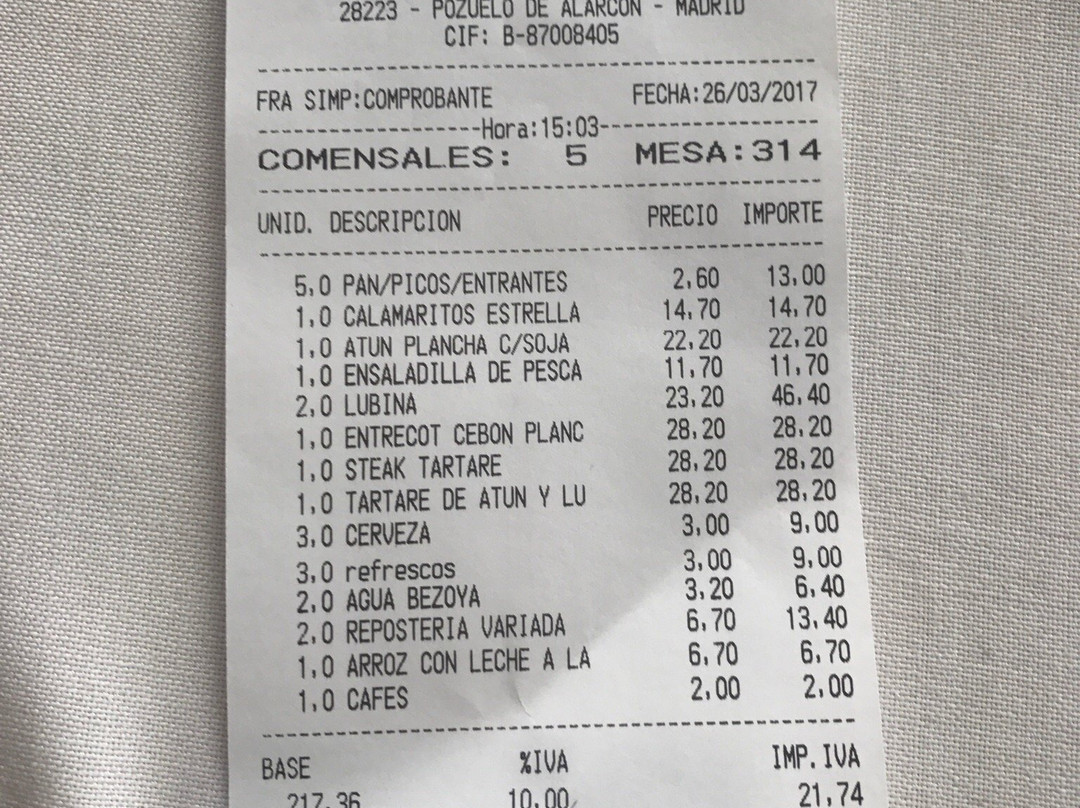 28223 - POZUELO DE ALARCON - MADRID
CIF: B-87008405
FRA SIMP:COMPROBANTE FECHA:26/03/2017
Hora:15:03
COMENSALES: 5 MESA:314
UNID. DESCRIPCION PRECIO IMPORTE
5,0 PAN/PICOS/ENTRANTES 2,60 13,00
1,0 CALAMARITOS ESTRELLA 14,70 14,70
1,0 ATUN PLANCHA C/SOJA 22,20 22,20
1,0 ENSALADILLA DE PESCA 11,70 11,70
2,0 LUBINA 23,20 46,40
1,0 ENTRECOT CEBON PLANC 28,20 28,20
1,0 STEAK TARTARE 28,20 28,20
1,0 TARTARE DE ATUN Y LU 28,20 28,20
3,0 CERVEZA 3,00 9,00
3,0 refrescos 3,00 9,00
2,0 AGUA BEZOYA 3,20 6,40
2,0 REPOSTERIA VARIADA 6,70 13,40
1,0 ARROZ CON LECHE A LA 6,70 6,70
1,0 CAFES 2,00 2,00
BASE %IVA IMP.IVA
217,36 10,00 21,74